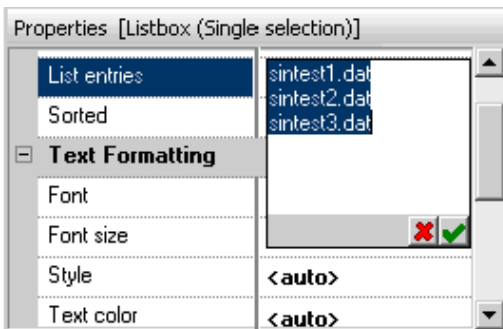 Properties [Listbox (Single selection)]
List entries
sintest1.dat
sintest2.dat
sintest3.dat
Sorted
Text Formatting
Font
Font size
Style <auto>
Text color <auto>